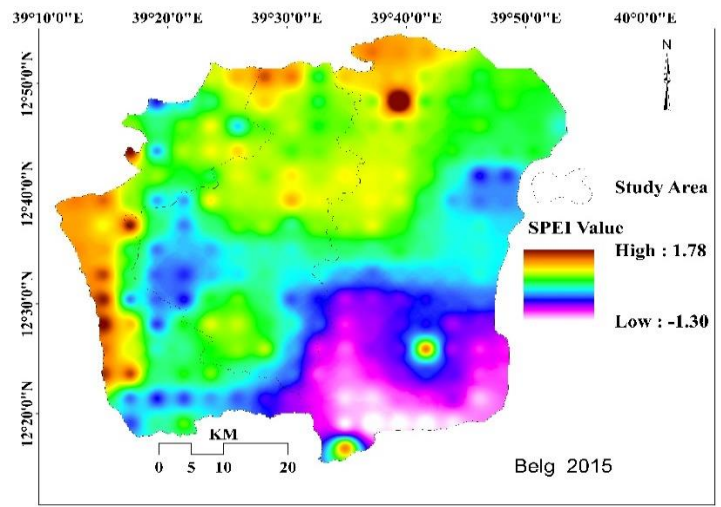 39°10'0"E 39°20'0"E 39°30'0"E 39°40'0"E 39°50'0"E 40°0'0"E
N
12°50'0"N
12°40'0"N
12°30'0"N
12°20'0"N
Study Area
SPEI Value
High : 1.78
Low : -1.30
KM
0 5 10 20
Belg 2015